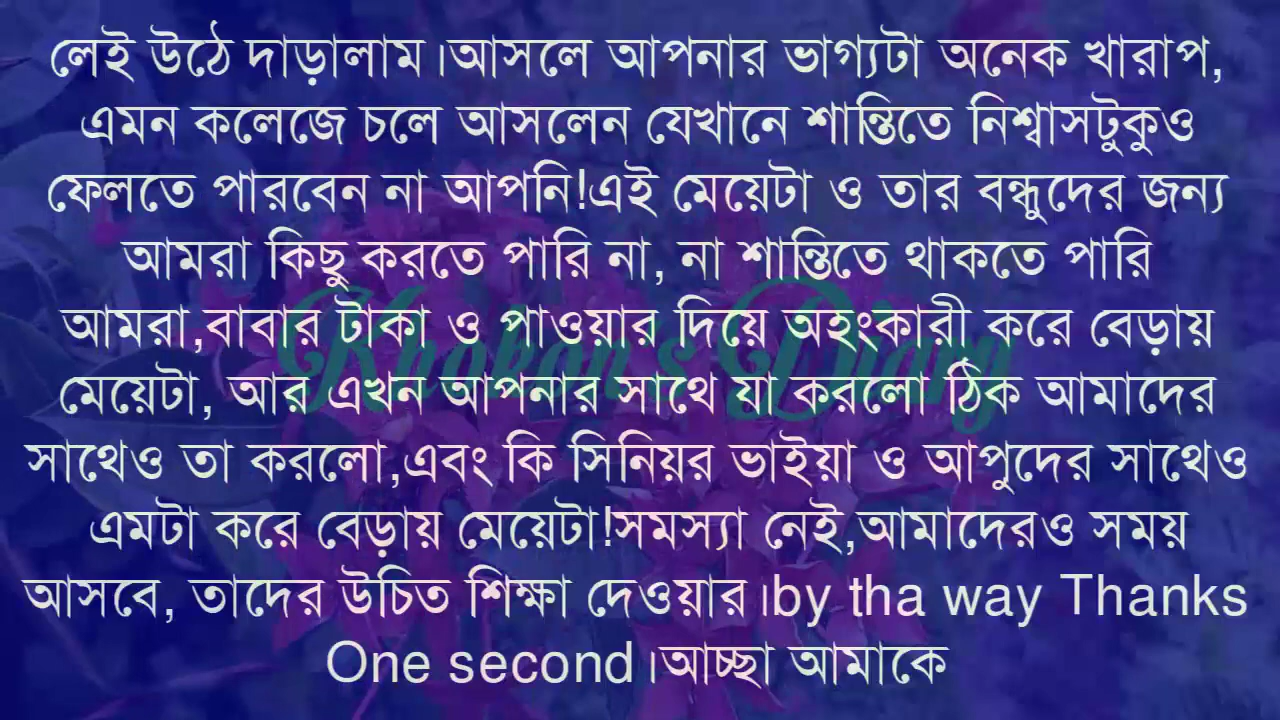 লেই উঠে দাড়ালাম।আসলে আপনার ভাগ্যটা অনেক খারাপ,
এমন কলেজে চলে আসলেন যেখানে শান্তিতে নিশ্বাসটুকুও
ফেলতে পারবেন না আপনি!এই মেয়েটা ও তার বন্ধুদের জন্য
আমরা কিছু করতে পারি না, না শান্তিতে থাকতে পারি
আমরা,বাবার টাকা ও পাওয়ার দিয়ে অহংকারী করে বেড়ায়
মেয়েটা, আর এখন আপনার সাথে যা করলো ঠিক আমাদের
সাথেও তা করলো,এবং কি সিনিয়র ভাইয়া ও আপুদের সাথেও
এমটা করে বেড়ায় মেয়েটা!সমস্যা নেই,আমাদেরও সময়
আসবে, তাদের উচিত শিক্ষা দেওয়ার।by tha way Thanks
One second।আচ্ছা আমাকে
Khokon's Diary